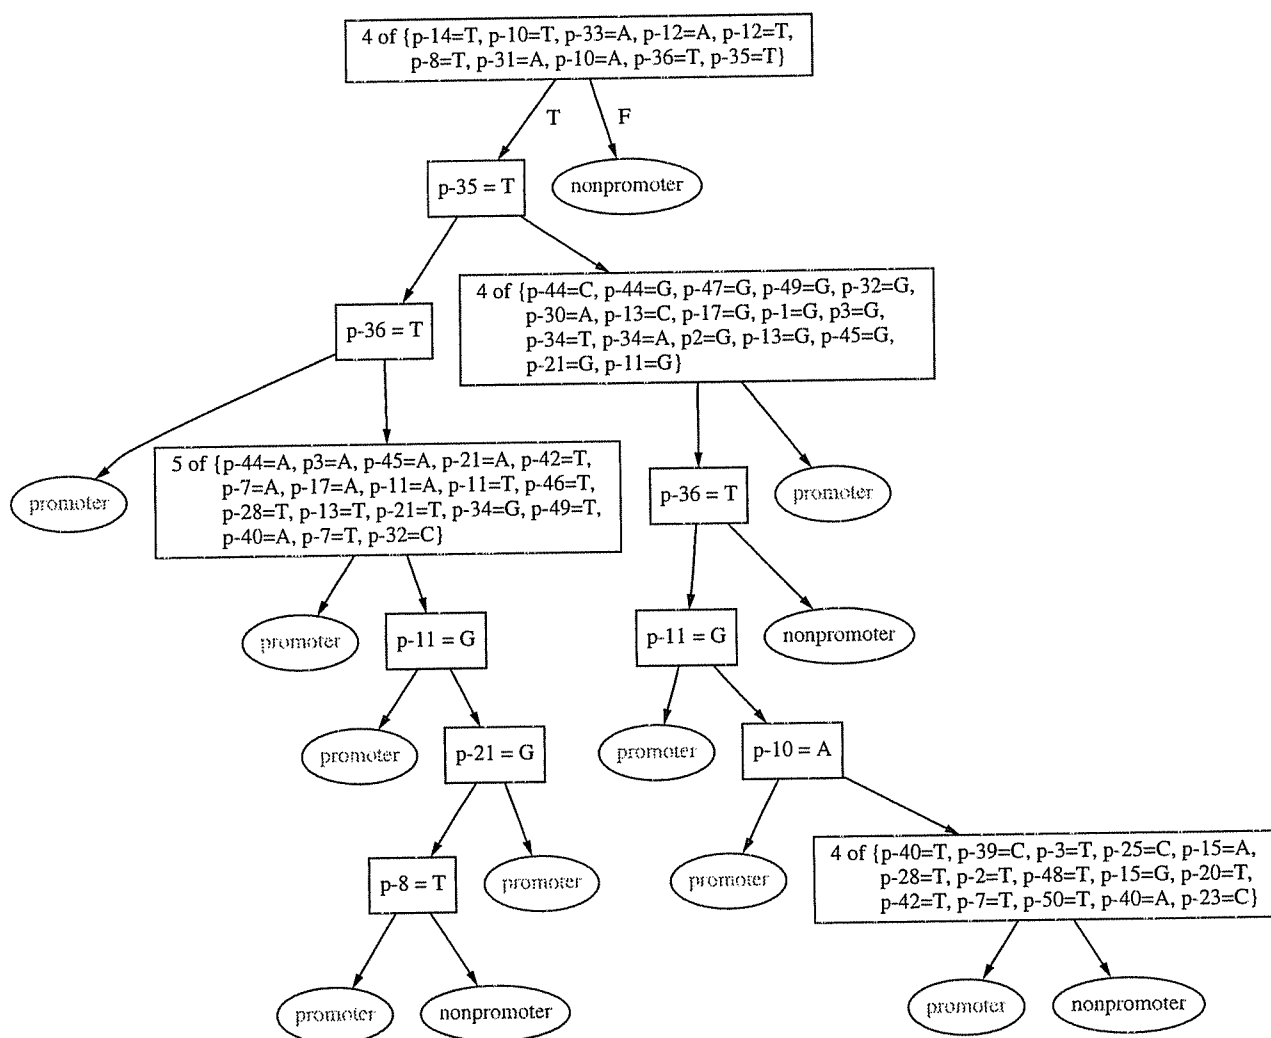 4 of {p-14=T, p-10=T, p-33=A, p-12=A, p-12=T,
p-8=T, p-31=A, p-10=A, p-36=T, p-35=T}
T
F
p-35 = T
nonpromoter
4 of {p-44=C, p-44=G, p-47=G, p-49=G, p-32=G,
p-30=A, p-13=C, p-17=G, p-1=G, p3=G,
p-34=T, p-34=A, p2=G, p-13=G, p-45=G,
p-21=G, p-11=G}
p-36 = T
5 of {p-44=A, p3=A, p-45=A, p-21=A, p-42=T,
p-7=A, p-17=A, p-11=A, p-11=T, p-46=T,
p-28=T, p-13=T, p-21=T, p-34=G, p-49=T,
p-40=A, p-7=T, p-32=C}
promoter
p-36 = T
promoter
promoter
p-11 = G
p-11 = G
nonpromoter
promoter
p-21 = G
promoter
p-10 = A
p-8 = T
promoter
promoter
4 of {p-40=T, p-39=C, p-3=T, p-25=C, p-15=A,
p-28=T, p-2=T, p-48=T, p-15=G, p-20=T,
p-42=T, p-7=T, p-50=T, p-40=A, p-23=C}
promoter
nonpromoter
promoter
nonpromoter